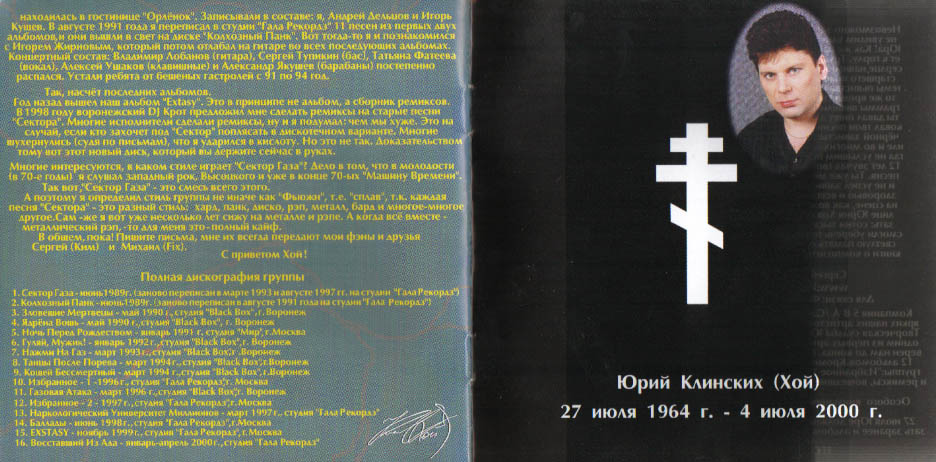 находилась в гостинице "Орлёнок". Записывали в составе: я, Андрей Дельцов и Игорь
Кущев. В августе 1991 года я переписал в студии "Гала Рекордз" 11 песен из первых двух
альбомов,и они вышли в свет на диске "Колхозный Панк". Вот тогда-то я и познакомился
с Игорем Жирновым, который потом отлабал на гитаре во всех последующих альбомах.
Концертный состав: Владимир Лобанов (гитара), Сергей Тупикин (бас), Татьяна Фатеева
(вокал), Алексей Ушаков (клавишные) и Александр Якушев (барабаны) постепенно
распался. Устали ребята от бешеных гастролей с 91 по 94 год.
Так, насчёт последних альбомов.
Год назад вышел наш альбом "Extasy". Это в принципе не альбом, а сборник ремиксов.
В 1998 году воронежский DJ Крот предложил мне сделать ремиксы на старые песни
"Сектора". Многие исполнители сделали ремиксы, ну и я подумал: чем мы хуже. Это на
случай, если кто захочет под "Сектор" поплясать в дискотечном варианте. Многие
вцхернулись (судя по письмам), что я ударился в кислоту. Но это не так. Доказательством
тому вот этот новый диск, который вы держите сейчас в руках.
Многие интересуются, в каком стиле играет "Сектор Газа"? Дело в том, что в молодости
(в 70-е годы) я слушал западный рок, Высоцкого и уже в конце 70-ых "Машину Времени".
Так вот,"Сектор Газа" - это смесь всего этого.
А поэтому я определил стиль группы не иначе как "Фьюжн", т.е. "сплав", т.к. каждая
песня "Сектора" - это разный стиль: хард, панк, диско, рэп, металл, бард и многое-многое
другое.Сам -же я вот уже несколько лет сижу на металле и рэпе. А когда всё вместе -
металлический рэп,-то для меня это-полный кайф.
В общем,пока! Пишите письма, мне их всегда передают мои фэны и друзья
Сергей (Ким) и Михаил (Fix).
С приветом Хой!
Полная дискография группы
1. Сектор Газа - июнь1989г. (заново переписан в марте 1993 и августе 1997 гг. на студии "Гала Рекордз")
2. Колхозный Панк -июнь1989г. (заново переписан в августе 1991 года на студии "Гала Рекордз")
3. Зловещие Мертвецы - май 1990 г.,студия "Black Box",г. Воронеж
4. Ядрёна Вошь - май 1990 г.,студия "Black Box", г. Воронеж
5. Ночь Перед Рождеством - январь 1991 г, студия "Мир",г.Москва
6. Гуляй, Мужик! - январь 1992 г.,студия "Black Box",г.Воронеж
7. Нажми На Газ - март 1993г.,студия "Black Box,г. Воронеж
8. Танцы После Порева - март 1994г.,студия "Black Box",г.Воронеж
9. Кощей Бессмертный - март 1994 г.,студия "Black Box",г.Воронеж
10. Избранное - 1 -1996г., студия "Гала Рекордз",г. Москва
11. Газовая Атака - март 1996 г.,студия "Black Box",г. Воронеж
12. Избранное - 2 - 1997г., студия "Гала Рекордз",г. Москва
13. Наркологический Университет Миллионов - март 1997г., студия "Гала Рекордз"
14. Баллады - июнь 1998г., студия "Гала Рекордз",г.Москва
15. EXSTASY - ноябрь 1999г., студия "Гала Рекордз",г. Москва
16. Восставший Из Ада - январь-апрель 2000г.,студия "Гала Рекордз"
Юрий Клинских (Хой)
27 июля 1964 г. - 4 июля 2000 г.